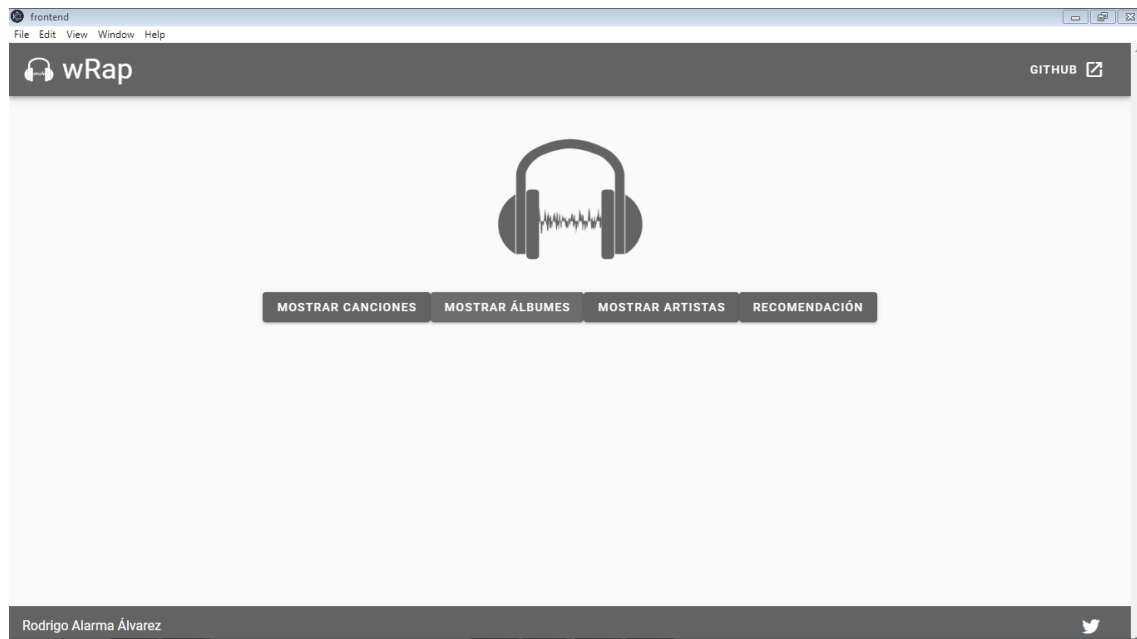 frontend
File Edit View Window Help
wRap
GITHUB
MOSTRAR CANCIONES MOSTRAR ÁLBUMES MOSTRAR ARTISTAS RECOMENDACIÓN
Rodrigo Alarma Álvarez